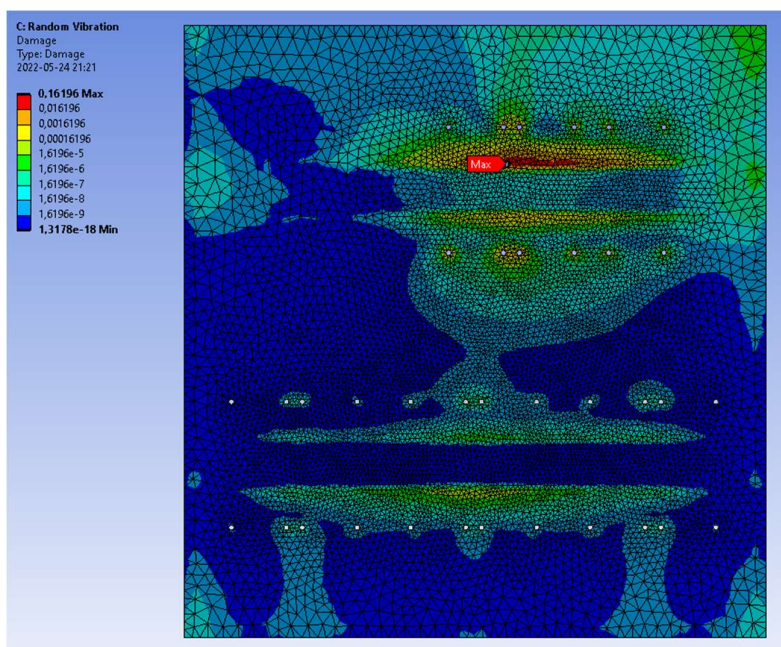 C: Random Vibration
Damage
Type: Damage
2022-05-24 21:21
0,16196 Max
0,016196
0,0016196
0,00016196
1,6196e-5
1,6196e-6
1,6196e-7
1,6196e-8
1,6196e-9
1,3178e-18 Min
Max